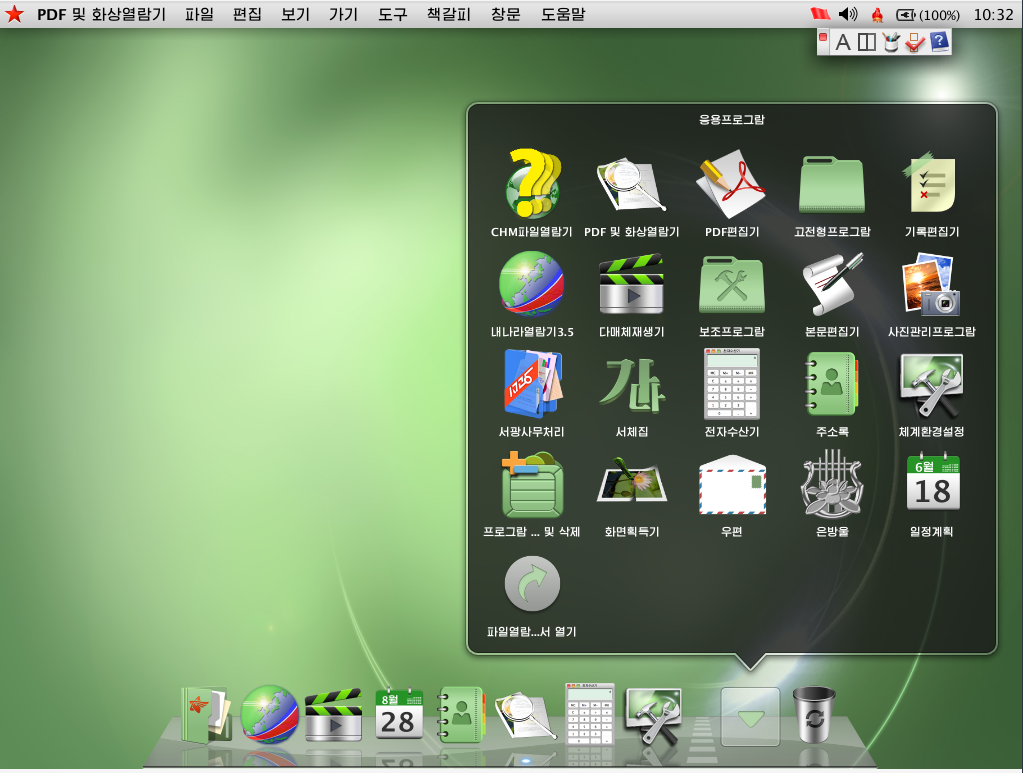 PDF 및 화상열람기 파일 편집 보기 가기 도구 책갈피 창문 도움말 (100%) 10:32
A
응용프로그람
CHM파일열람기 PDF 및 화상열람기 PDF편집기 고전형프로그람 기록편집기
내나라열람기3.5 다매체재생기 보조프로그람 본문편집기 사진관리프로그람
가
서팡사무처리 서체집 전자수산기 주소록 체계환경설정
6월
18
프로그람 ... 및 삭제 화면획득기 우편 은방울 일정계획
파일열람...서 열기
8월
28